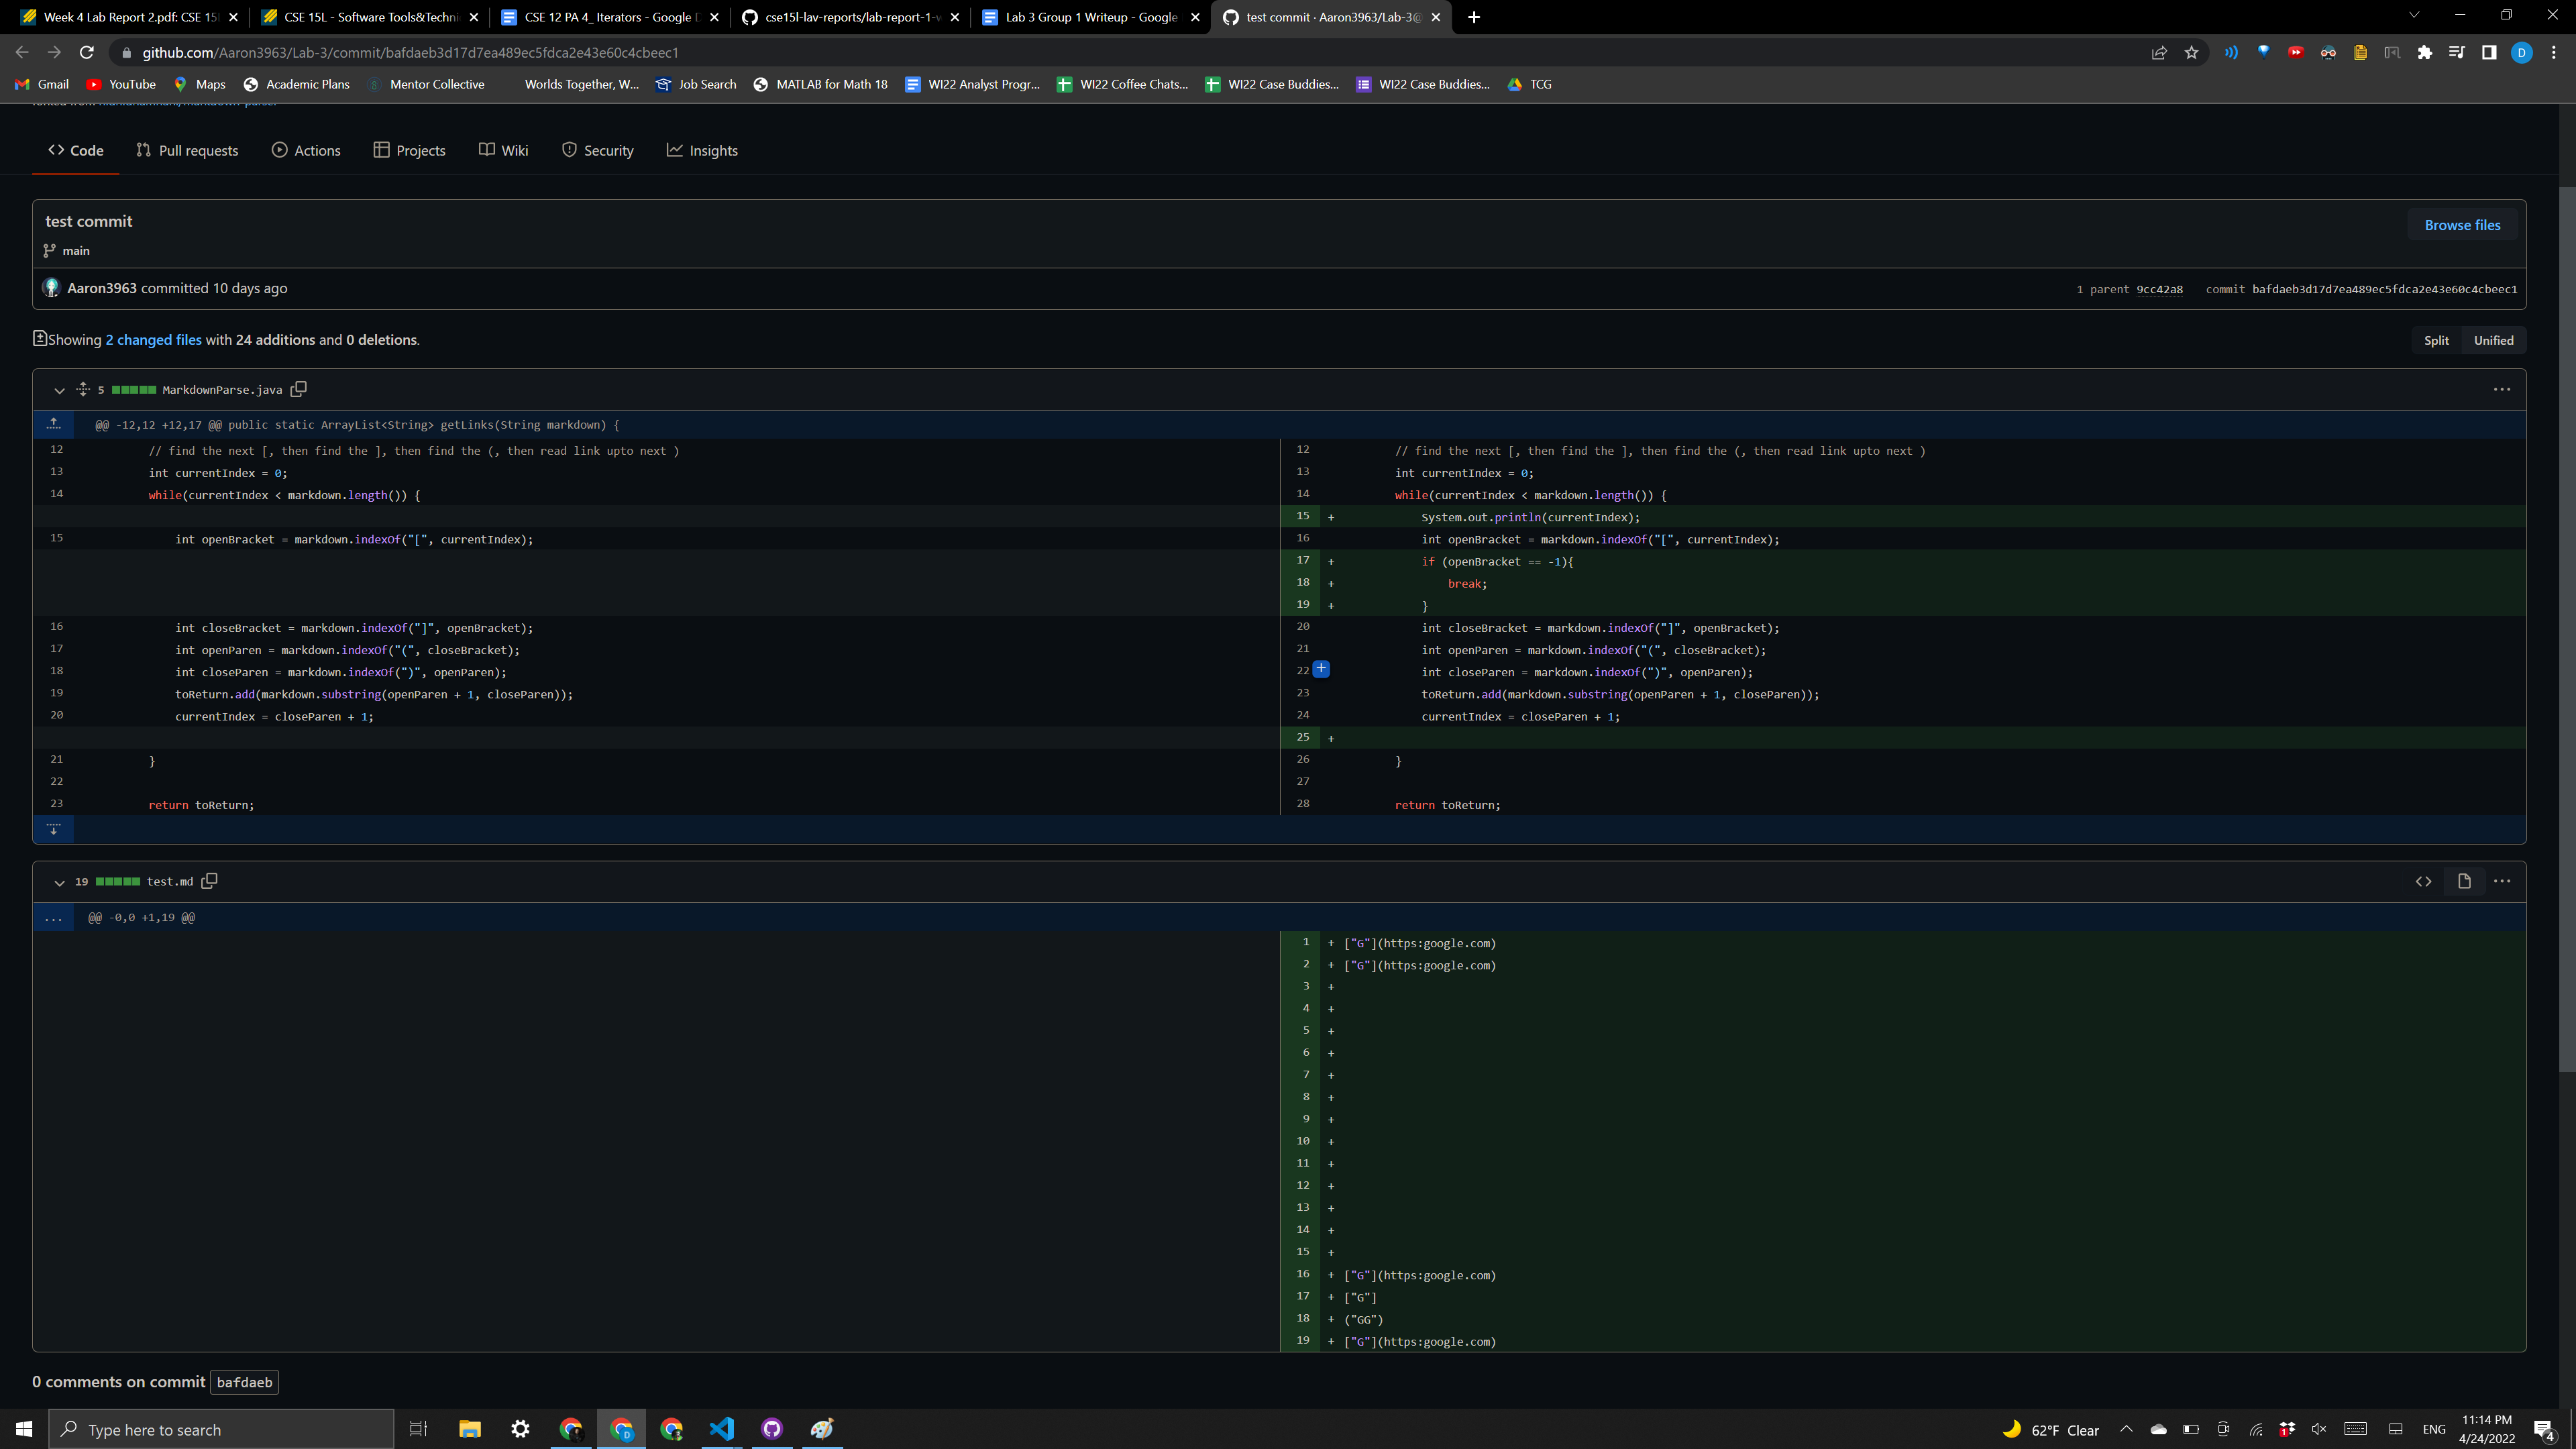 Week 4 Lab Report 2.pdf: CSE 15
CSE 15L - Software Tools&Techni
CSE 12 PA 4_ Iterators - Google D
cse15l-lav-reports/lab-report-1-w
Lab 3 Group 1 Writeup - Google
test commit · Aaron3963/Lab-3@
github.com/Aaron3963/Lab-3/commit/bafdaeb3d17d7ea489ec5fdca2e43e60c4cbeec1
Gmail YouTube Maps Academic Plans Mentor Collective Worlds Together, W... Job Search MATLAB for Math 18 WI22 Analyst Progr... WI22 Coffee Chats... WI22 Case Buddies... WI22 Case Buddies... TCG
Code Pull requests Actions Projects Wiki Security Insights
test commit
Browse files
main
Aaron3963 committed 10 days ago
1 parent 9cc42a8 commit bafdaeb3d17d7ea489ec5fdca2e43e60c4cbeec1
Showing 2 changed files with 24 additions and 0 deletions.
Split Unified
5 MarkdownParse.java
@@ -12,12 +12,17 @@ public static ArrayList<String> getLinks(String markdown) {
12 // find the next [, then find the ], then find the (, then read link upto next )
13 int currentIndex = 0;
14 while(currentIndex < markdown.length()) {
15 int openBracket = markdown.indexOf("[", currentIndex);
16 int closeBracket = markdown.indexOf("]", openBracket);
17 int openParen = markdown.indexOf("(", closeBracket);
18 int closeParen = markdown.indexOf(")", openParen);
19 toReturn.add(markdown.substring(openParen + 1, closeParen));
20 currentIndex = closeParen + 1;
21 }
22
23 return toReturn;
12 // find the next [, then find the ], then find the (, then read link upto next )
13 int currentIndex = 0;
14 while(currentIndex < markdown.length()) {
15 + System.out.println(currentIndex);
16 int openBracket = markdown.indexOf("[", currentIndex);
17 + if (openBracket == -1){
18 + break;
19 + }
20 int closeBracket = markdown.indexOf("]", openBracket);
21 int openParen = markdown.indexOf("(", closeBracket);
22 int closeParen = markdown.indexOf(")", openParen);
23 toReturn.add(markdown.substring(openParen + 1, closeParen));
24 currentIndex = closeParen + 1;
25 +
26 }
27
28 return toReturn;
19 test.md
... @@ -0,0 +1,19 @@
1 + ["G"](https:google.com)
2 + ["G"](https:google.com)
3 +
4 +
5 +
6 +
7 +
8 +
9 +
10 +
11 +
12 +
13 +
14 +
15 +
16 + ["G"](https:google.com)
17 + ["G"]
18 + ("GG")
19 + ["G"](https:google.com)
0 comments on commit bafdaeb
Type here to search
62°F Clear
ENG
11:14 PM
4/24/2022
4